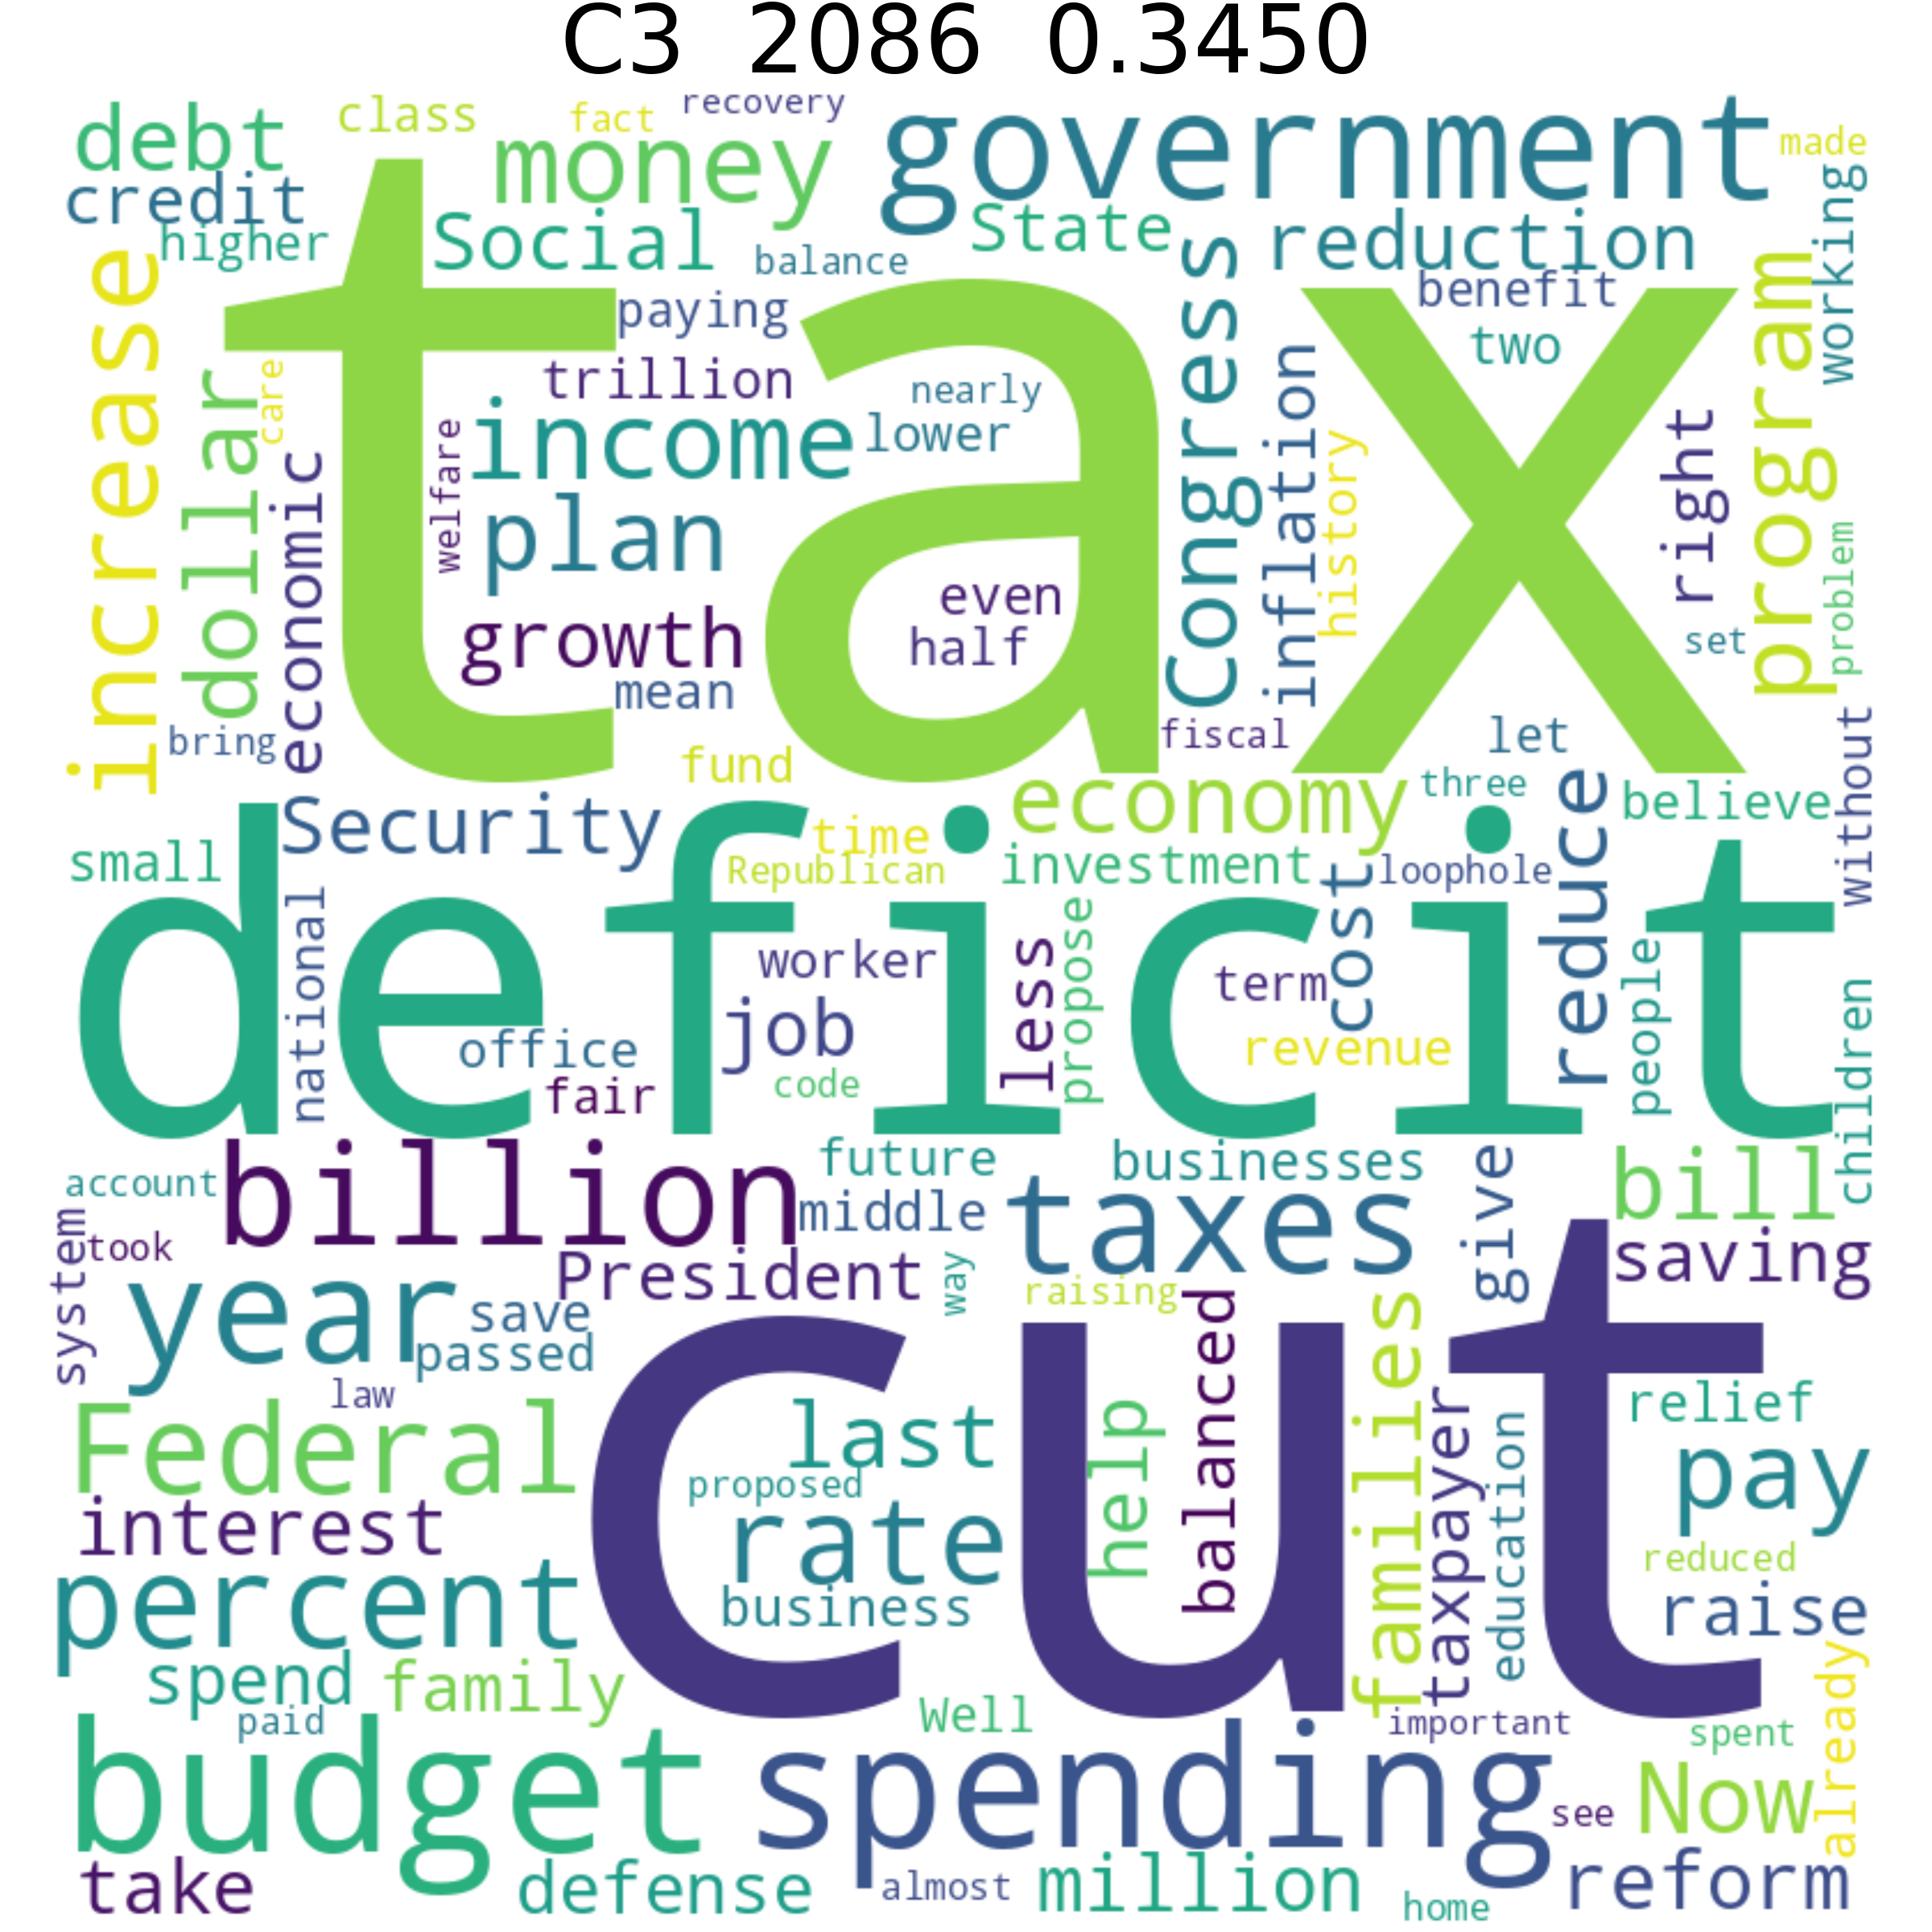 C3 2086 0.3450
debt
class
fact
recovery
money
government
made
credit
higher
Social
balance
State
reduction
working
increase
tax
paying
benefit
two
program
dollar
care
trillion
nearly
Congress
inflation
history
right
economic
welfare
income
lower
plan
even
half
growth
mean
set
problem
bring
fund
fiscal
let
without
Security
economy
three
believe
small
time
Republican
investment
loophole
reduce
deficit
national
worker
less
propose
term
cost
people
children
office
job
revenue
fair
code
billion
future
businesses
give
bill
account
middle
taxes
saving
system
took
President
way
raising
year
save
passed
balanced
families
cut
law
relief
Federal
last
help
taxpayer
education
pay
proposed
interest
rate
reduced
percent
business
raise
spend
family
already
paid
Well
important
spent
budget
spending
see
Now
take
defense
almost
million
home
reform